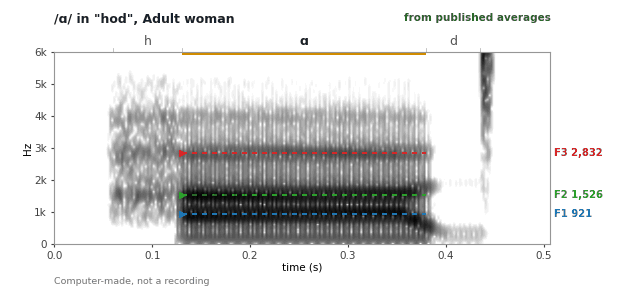 /ɑ/ in "hod", Adult woman
from published averages
h ɑ d
6k
5k
4k
3k
2k
1k
0
Hz
F3 2,832
F2 1,526
F1 921
0.0 0.1 0.2 0.3 0.4 0.5
time (s)
Computer-made, not a recording